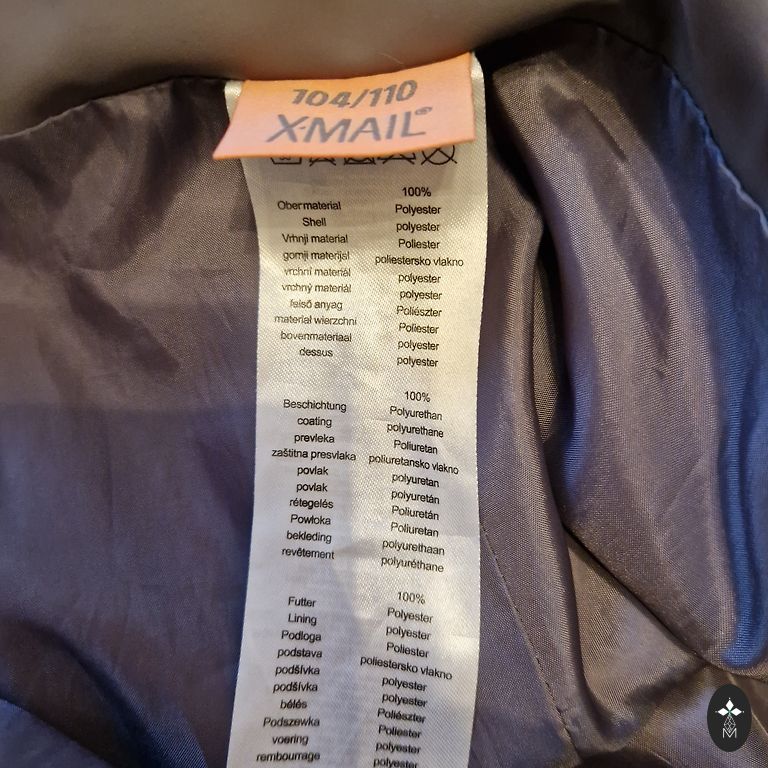 104/110
X-MAIL®
100%
Obermaterial Polyester
Shell polyester
Vrhnji material Poliester
gornji materijal poliestersko vlakno
vrchní materiál polyester
vrchný materiál polyester
felső anyag Poliészter
materiał wierzchni Poliester
bovenmateriaal polyester
dessus polyester
100%
Beschichtung Polyurethan
coating polyurethane
prevleka Poliuretan
zaštitna presvlaka poliuretansko vlakno
povlak polyuretan
povlak polyuretán
rétegelés Poliuretán
Powłoka Poliuretan
bekleding polyurethaan
revêtement polyuréthane
100%
Futter Polyester
Lining polyester
Podloga Poliester
podstava poliestersko vlakno
podšívka polyester
podšívka polyester
bélés Poliészter
Podszewka Poliester
voering polyester
rembourrage polyester
M